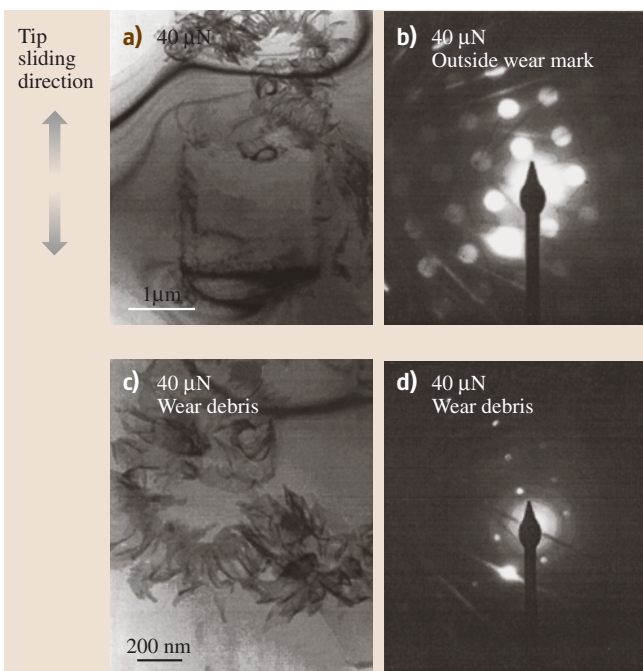 Tip
sliding
direction
a) 40 μN
1μm
b) 40 μN
Outside wear mark
c) 40 μN
Wear debris
200 nm
d) 40 μN
Wear debris